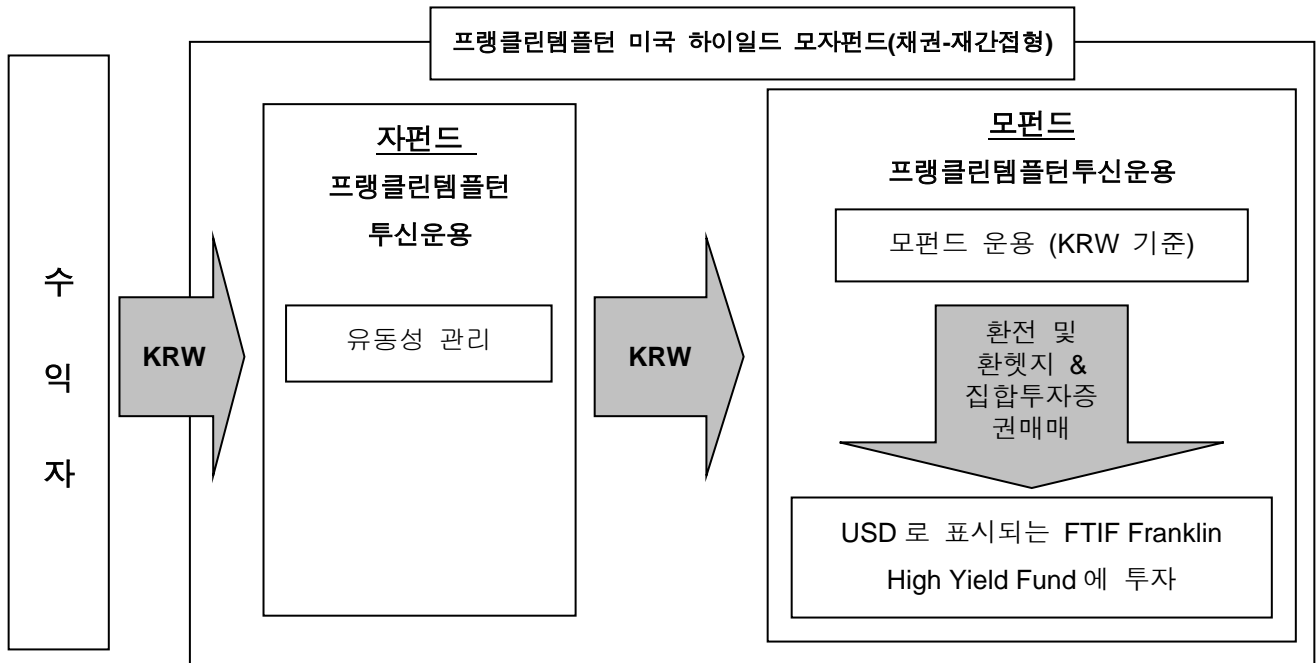 프랭클린템플턴 미국 하이일드 모자펀드(채권-재간접형)
수
익
자
KRW
자펀드
프랭클린템플턴
투신운용
유동성 관리
KRW
모펀드
프랭클린템플턴투신운용
모펀드 운용 (KRW 기준)
환전 및
환헷지 &
집합투자증
권매매
USD 로 표시되는 FTIF Franklin
High Yield Fund 에 투자